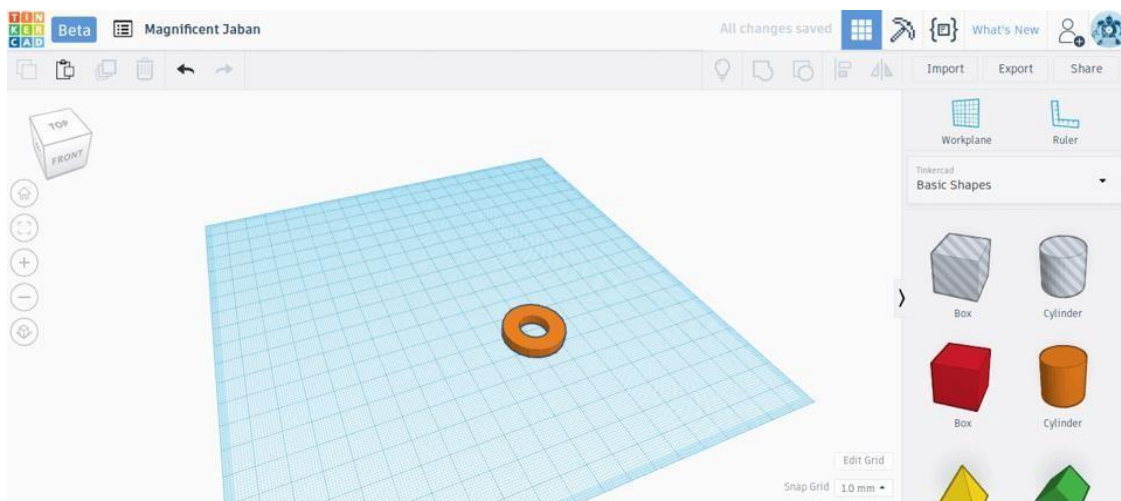 TIN
KER
CAD
Beta
Magnificent Jaban
All changes saved
What's New
Import
Export
Share
TOP
FRONT
Workplane
Ruler
Tinkercad
Basic Shapes
Box
Cylinder
Box
Cylinder
Edit Grid
Snap Grid 1.0 mm